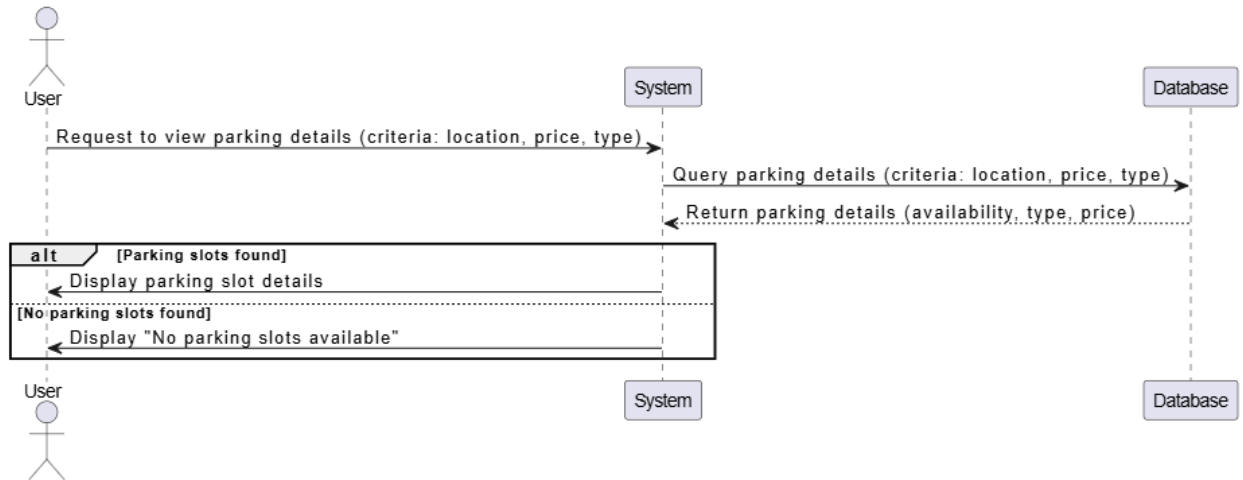 User
System
Database
Request to view parking details (criteria: location, price, type)
Query parking details (criteria: location, price, type)
Return parking details (availability, type, price)
alt [Parking slots found]
Display parking slot details
[No parking slots found]
Display "No parking slots available"
User
System
Database